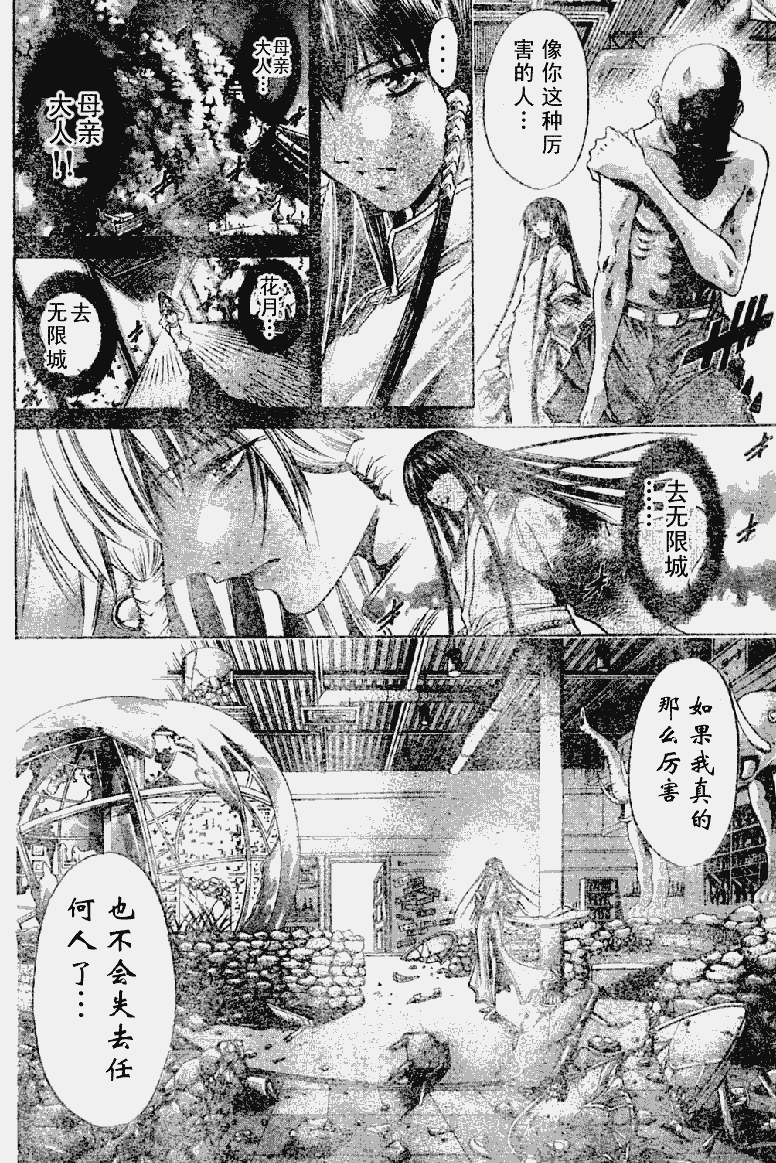 像你这种厉
害的人…
…
母亲
大人…
母亲
大人!!
花月…
去
无限城
去无限城
……
如果我真的
那么厉害
也不会失去任
何人了…